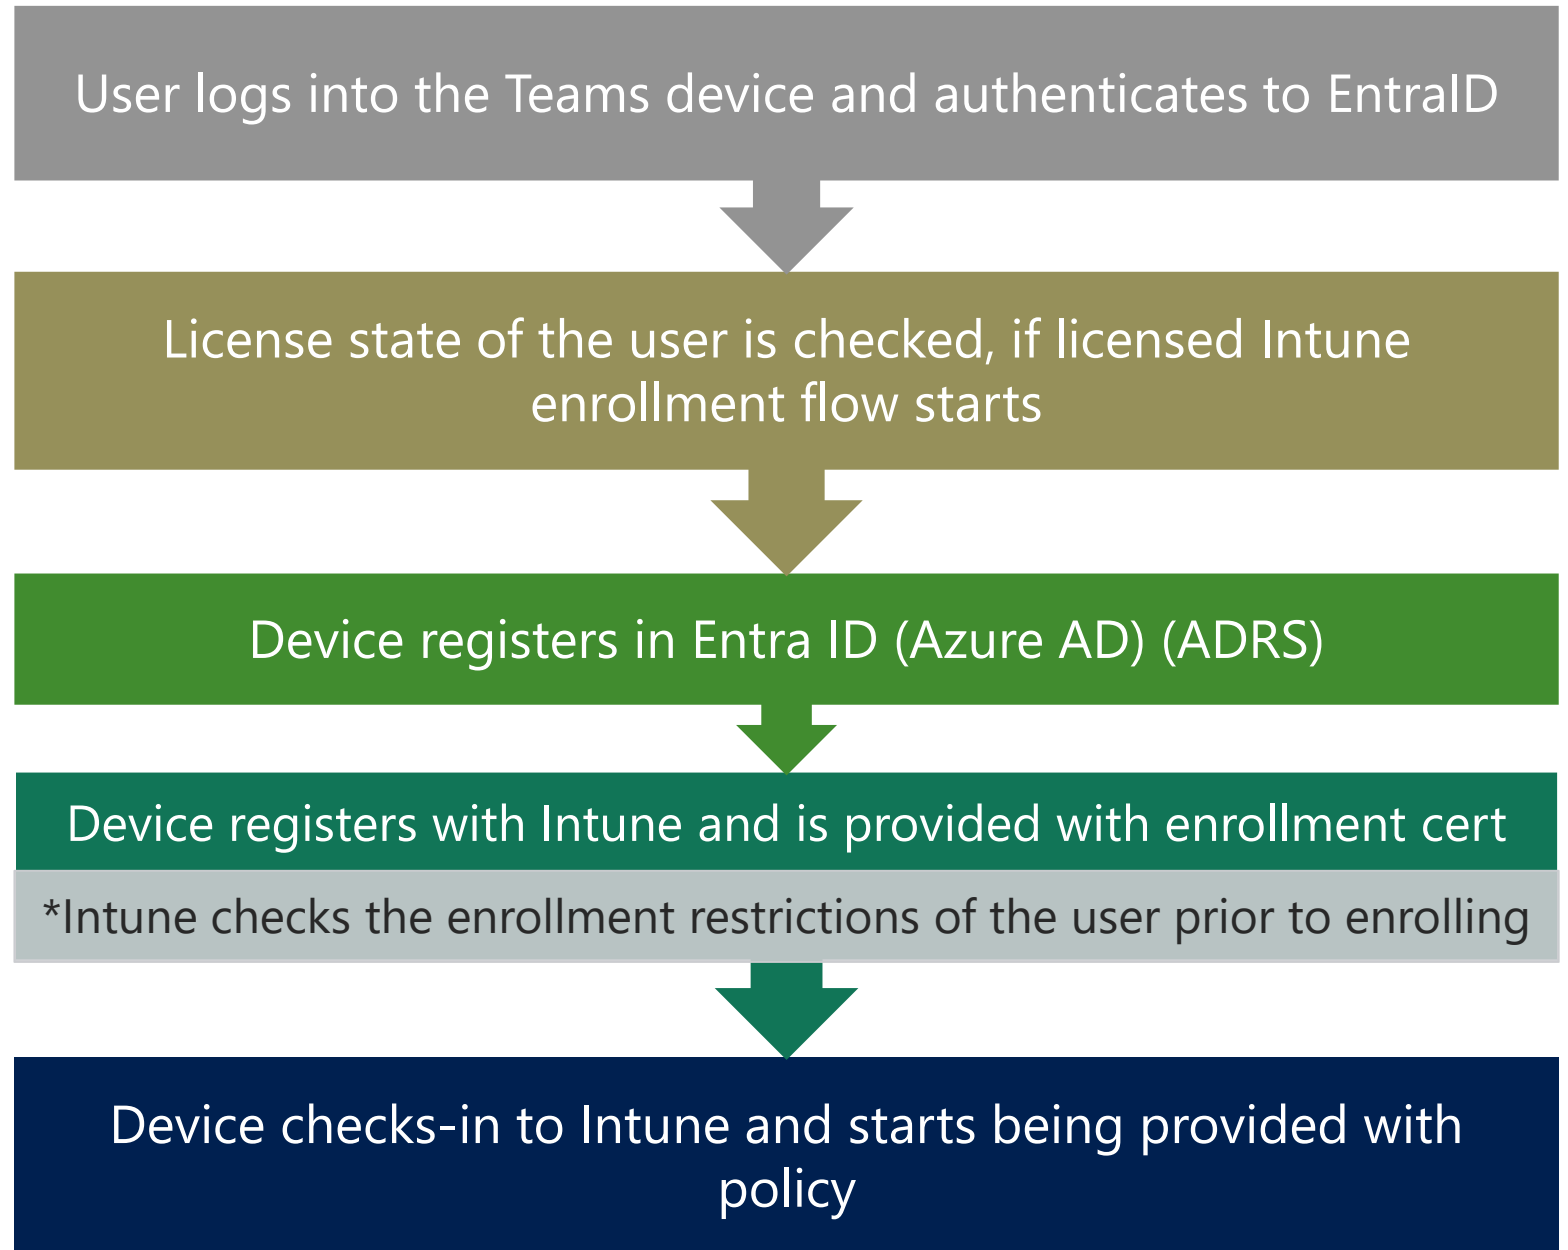 User logs into the Teams device and authenticates to EntraID
License state of the user is checked, if licensed Intune
enrollment flow starts
Device registers in Entra ID (Azure AD) (ADRS)
Device registers with Intune and is provided with enrollment cert
*Intune checks the enrollment restrictions of the user prior to enrolling
Device checks-in to Intune and starts being provided with
policy